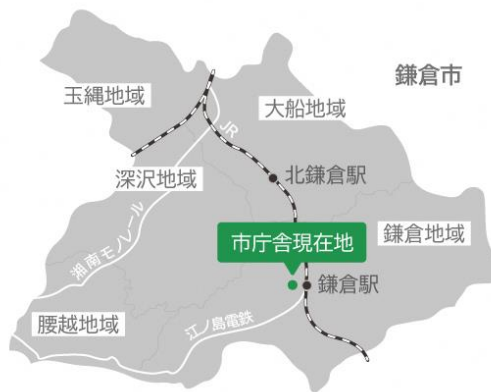 鎌倉市
玉縄地域
大船地域
JR
北鎌倉駅
深沢地域
湘南モノレール
市庁舎現在地
鎌倉地域
鎌倉駅
江ノ島電鉄
腰越地域